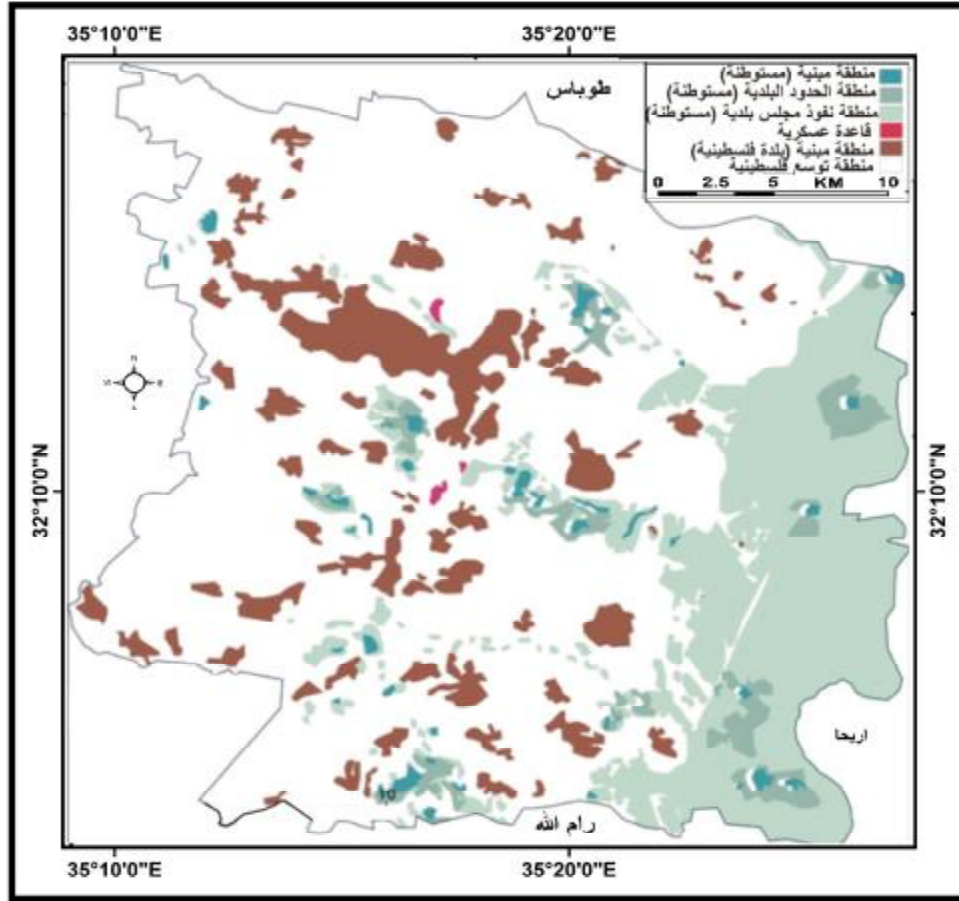 35°10'0"E
35°20'0"E
طوباس
منطقة مبنية (مستوطنة)
منطقة الحدود البلدية (مستوطنة)
منطقة نفوذ مجلس بلدية (مستوطنة)
قاعدة عسكرية
منطقة مبنية (بلدة فلسطينية)
منطقة توسع فلسطينية
0 2.5 5 KM 10
32°10'0"N
32°10'0"N
اريحا
رام الله
35°10'0"E
35°20'0"E